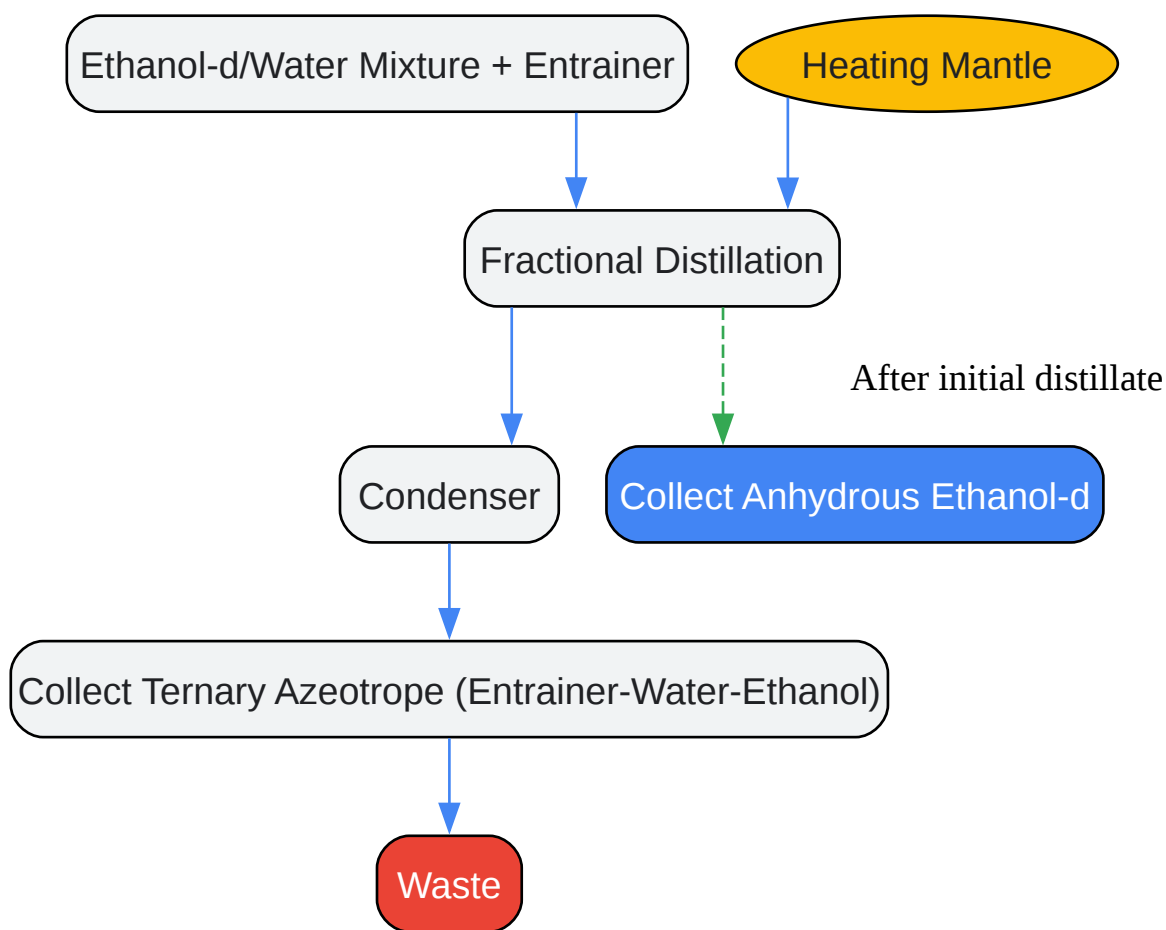 Ethanol-d/Water Mixture + Entrainer
Heating Mantle
Fractional Distillation
After initial distillate
Condenser
Collect Anhydrous Ethanol-d
Collect Ternary Azeotrope (Entrainer-Water-Ethanol)
Waste